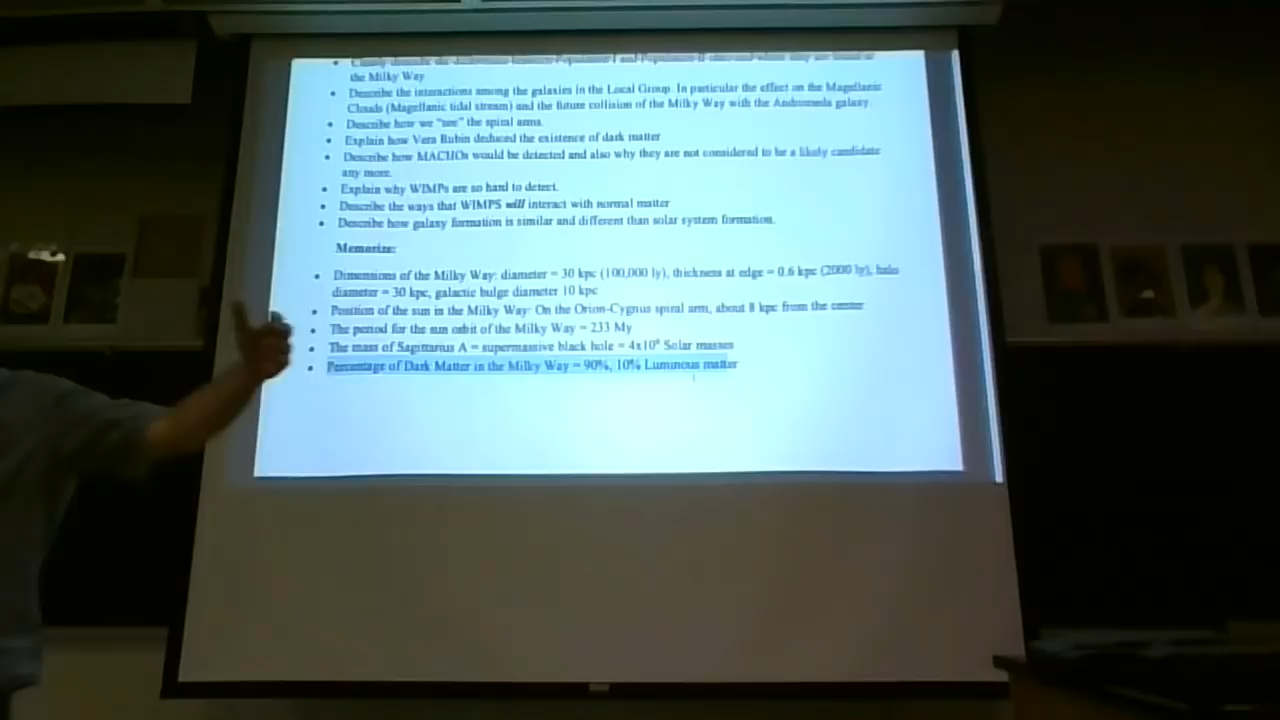 the Milky Way
• Describe the interactions among the galaxies in the Local Group. In particular the effect on the Magellanic
Clouds (Magellanic tidal stream) and the future collision of the Milky Way with the Andromeda galaxy.
• Describe how we "see" the spiral arms.
• Explain how Vera Rubin deduced the existence of dark matter
• Describe how MACHOs would be detected and also why they are not considered to be a likely candidate
any more.
• Explain why WIMPs are so hard to detect.
• Describe the ways that WIMPS will interact with normal matter
• Describe how galaxy formation is similar and different than solar system formation.
Memorize:
• Dimensions of the Milky Way: diameter = 30 kpc (100,000 ly), thickness at edge = 0.6 kpc (2000 ly), halo
diameter = 30 kpc, galactic bulge diameter 10 kpc
• Position of the sun in the Milky Way: On the Orion-Cygnus spiral arm, about 8 kpc from the center
• The period for the sun orbit of the Milky Way = 233 My
• The mass of Sagittarius A = supermassive black hole = 4x10⁶ Solar masses
• Percentage of Dark Matter in the Milky Way = 90%, 10% Luminous matter